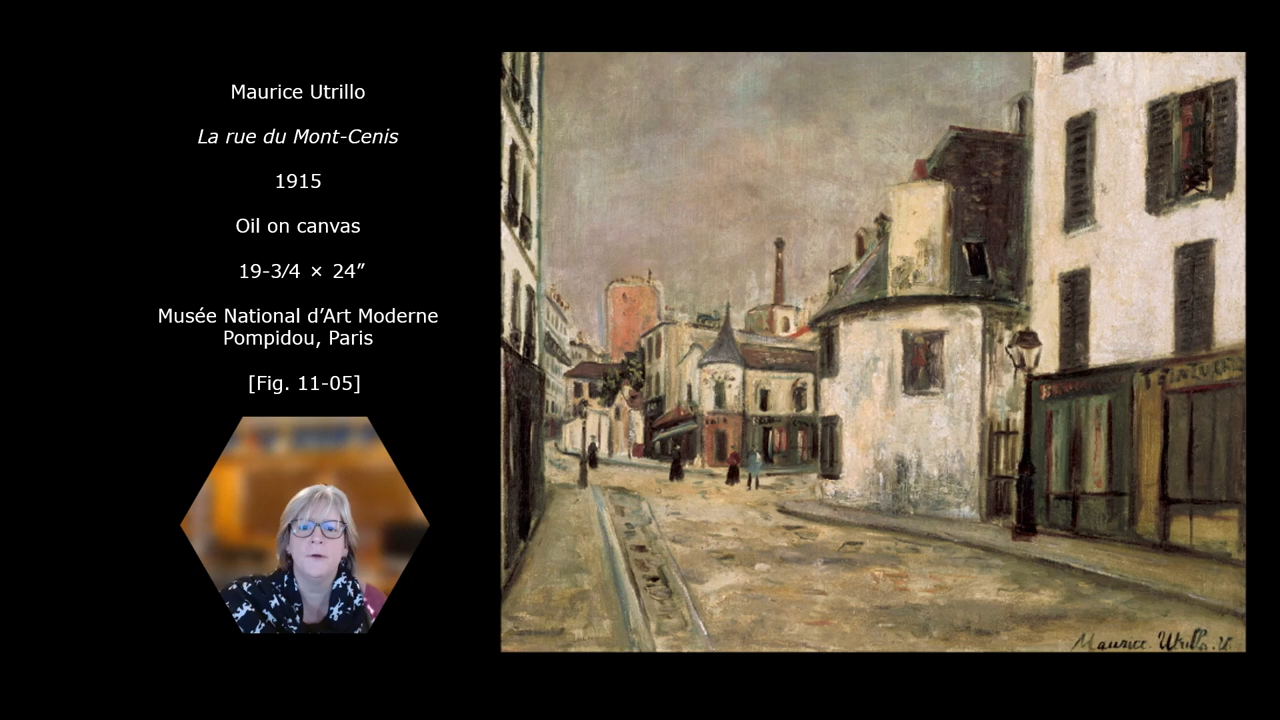 Maurice Utrillo
La rue du Mont-Cenis
1915
Oil on canvas
19-3/4 × 24”
Musée National d’Art Moderne
Pompidou, Paris
[Fig. 11-05]
Maurice. Utrillo. V.